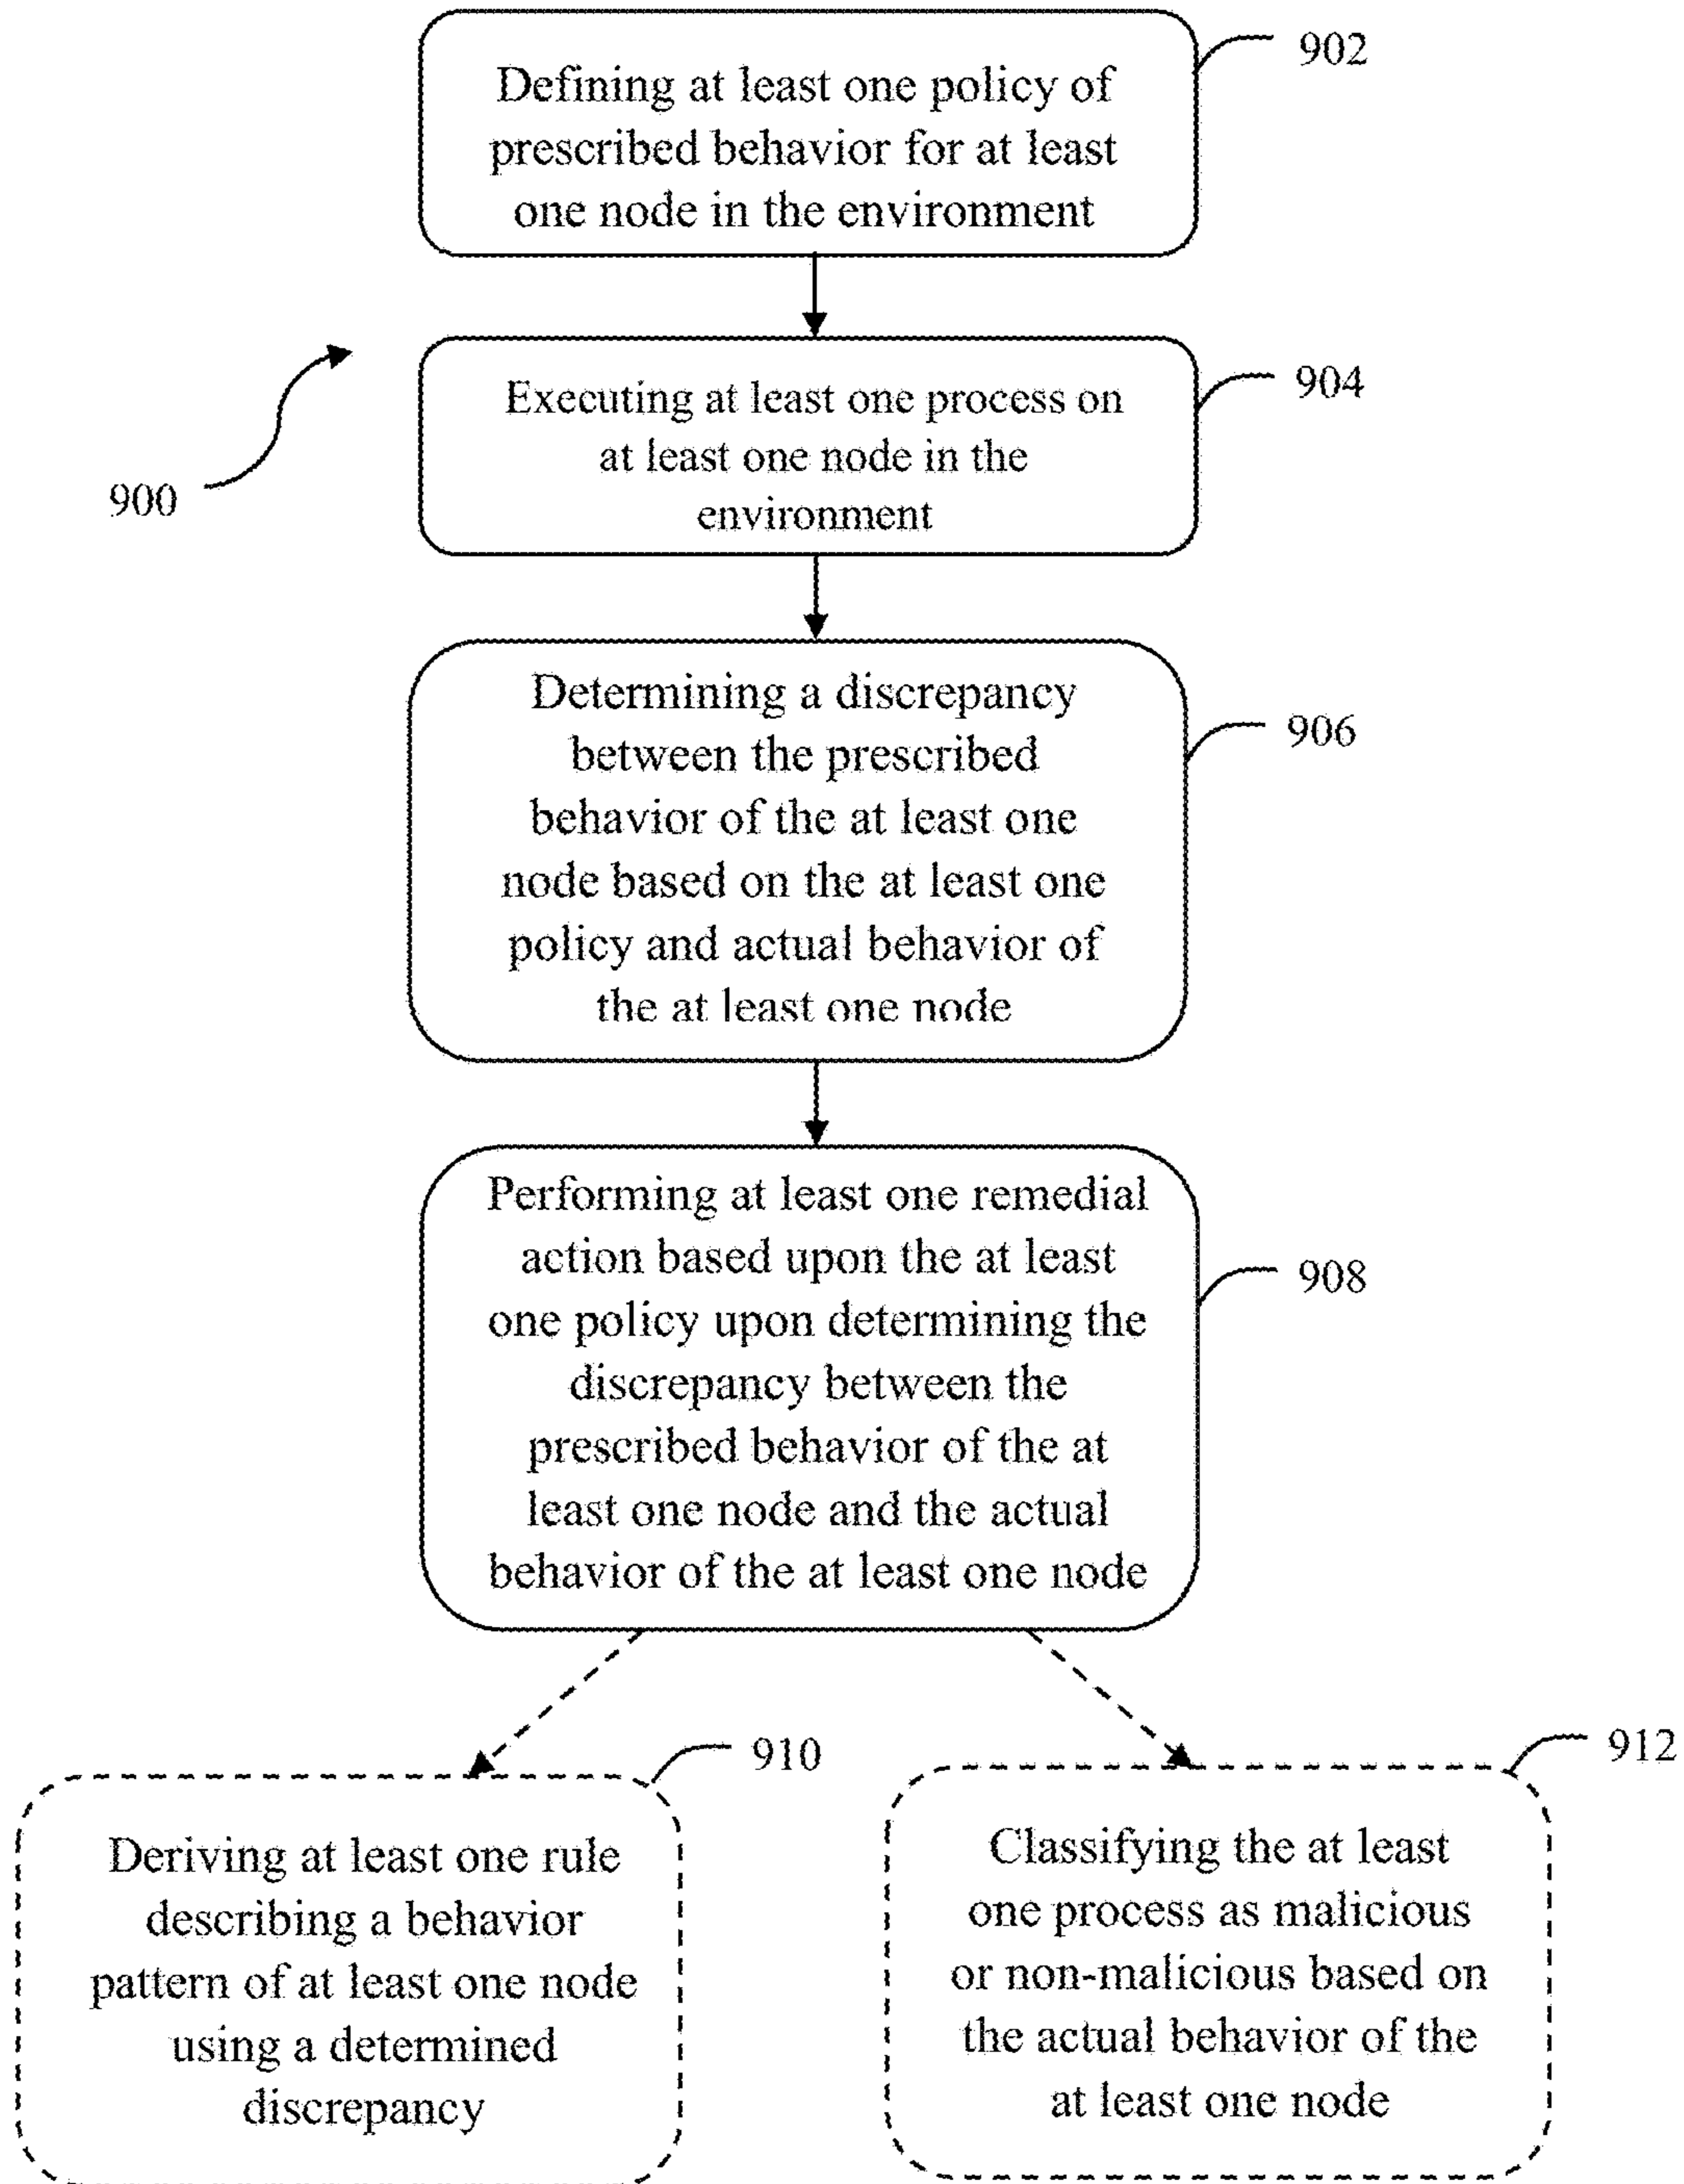 902
Defining at least one policy of
prescribed behavior for at least
one node in the environment
904
Executing at least one process on
at least one node in the
environment
900
906
Determining a discrepancy
between the prescribed
behavior of the at least one
node based on the at least one
policy and actual behavior of
the at least one node
908
Performing at least one remedial
action based upon the at least
one policy upon determining the
discrepancy between the
prescribed behavior of the at
least one node and the actual
behavior of the at least one node
910
Deriving at least one rule
describing a behavior
pattern of at least one node
using a determined
discrepancy
912
Classifying the at least
one process as malicious
or non-malicious based on
the actual behavior of the
at least one node